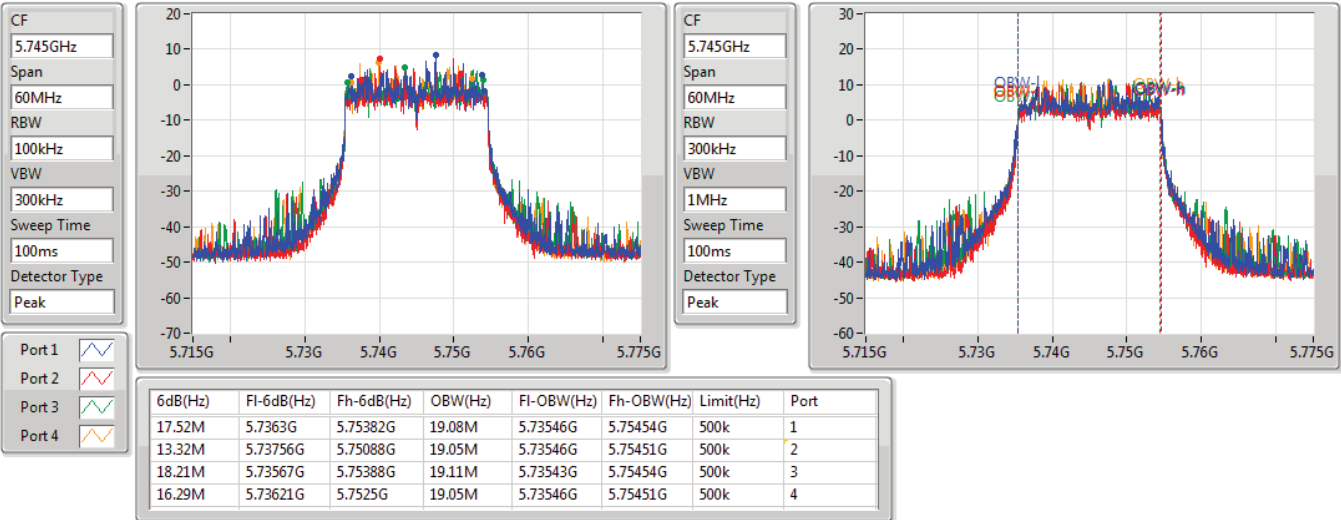 CF
5.745GHz
Span
60MHz
RBW
100kHz
VBW
300kHz
Sweep Time
100ms
Detector Type
Peak
20
10
0
-10
-20
-30
-40
-50
-60
-70
5.715G 5.73G 5.74G 5.75G 5.76G 5.775G
CF
5.745GHz
Span
60MHz
RBW
300kHz
VBW
1MHz
Sweep Time
100ms
Detector Type
Peak
30
20
10
0
-10
-20
-30
-40
-50
-60
OBW-l
OBW-h
5.715G 5.73G 5.74G 5.75G 5.76G 5.775G
Port 1
Port 2
Port 3
Port 4
6dB(Hz) Fl-6dB(Hz) Fh-6dB(Hz) OBW(Hz) Fl-OBW(Hz) Fh-OBW(Hz) Limit(Hz) Port
17.52M 5.7363G 5.75382G 19.08M 5.73546G 5.75454G 500k 1
13.32M 5.73756G 5.75088G 19.05M 5.73546G 5.75451G 500k 2
18.21M 5.73567G 5.75388G 19.11M 5.73543G 5.75454G 500k 3
16.29M 5.73621G 5.7525G 19.05M 5.73546G 5.75451G 500k 4